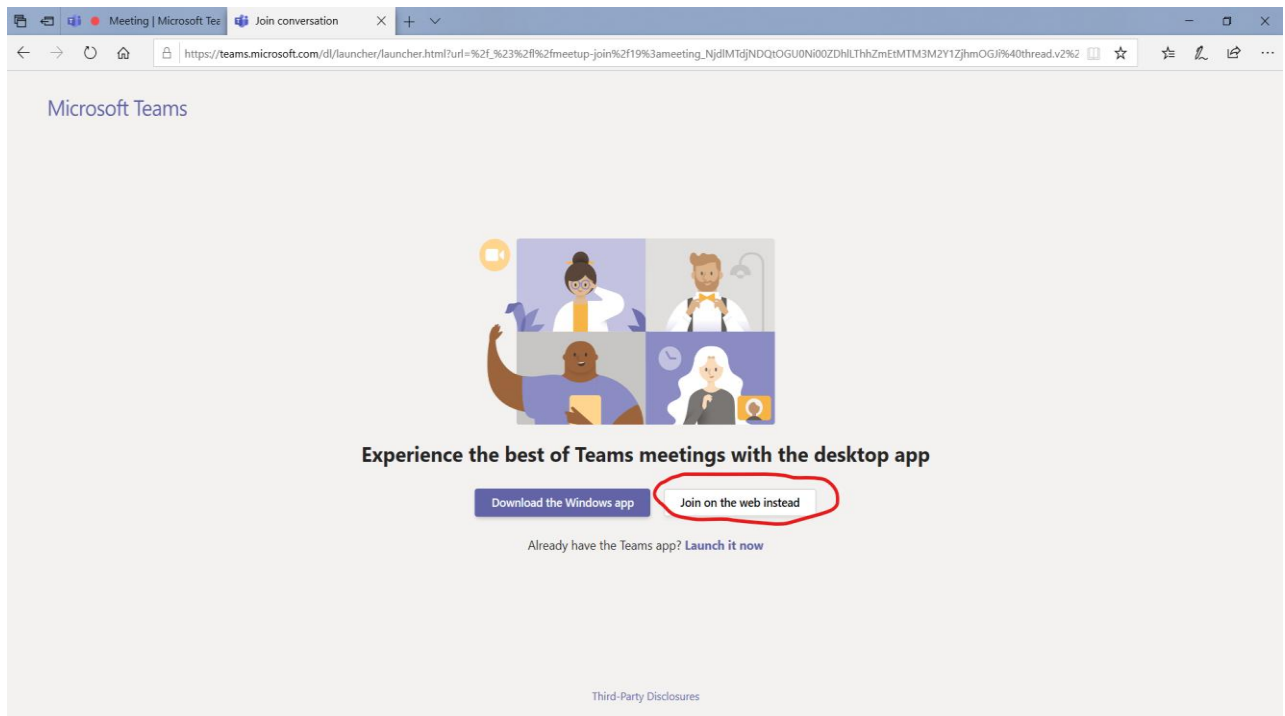 Meeting | Microsoft Tea
Join conversation
https://teams.microsoft.com/dl/launcher/launcher.html?url=%2f_%23%2fl%2fmeetup-join%2f19%3ameeting_NjdlMTdjNDQtOGU0Ni00ZDhlLThhZmEtMTM3M2Y1ZjhmOGJi%40thread.v2%2
Microsoft Teams
Experience the best of Teams meetings with the desktop app
Download the Windows app
Join on the web instead
Already have the Teams app? Launch it now
Third-Party Disclosures